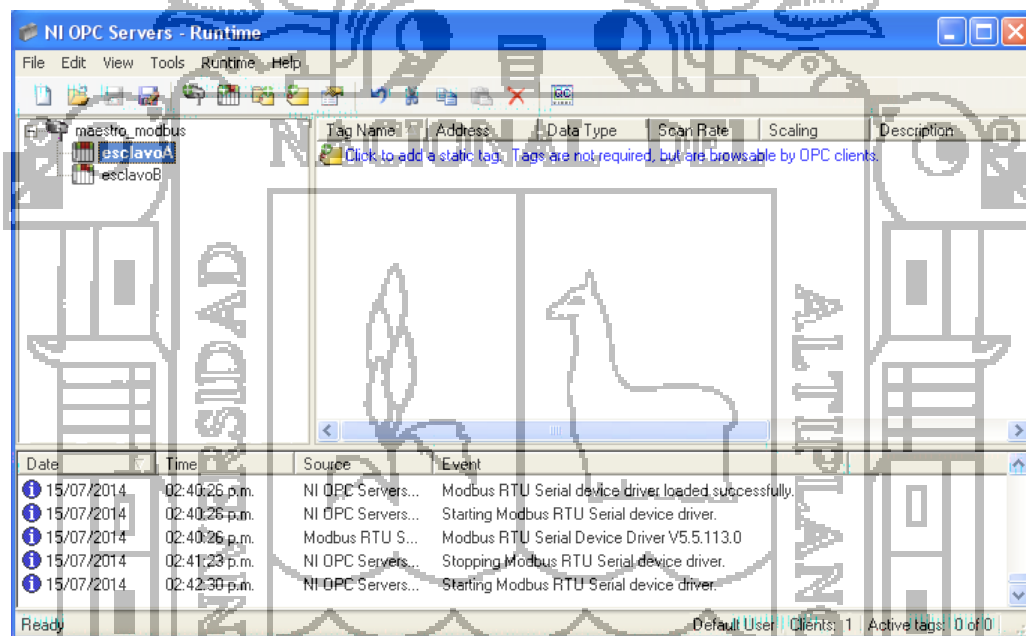 NI OPC Servers - Runtime
File Edit View Tools Runtime Help
QC
maestro_modbus
esclavoA
esclavoB
Tag Name Address Data Type Scan Rate Scaling Description
Click to add a static tag. Tags are not required, but are browsable by OPC clients.
NACIONAL DEL
UNIVERSIDAD
ALTIPLANO
Date Time Source Event
15/07/2014 02:40:26 p.m. NI OPC Servers... Modbus RTU Serial device driver loaded successfully.
15/07/2014 02:40:26 p.m. NI OPC Servers... Starting Modbus RTU Serial device driver.
15/07/2014 02:40:26 p.m. Modbus RTU S... Modbus RTU Serial Device Driver V5.5.113.0
15/07/2014 02:41:23 p.m. NI OPC Servers... Stopping Modbus RTU Serial device driver.
15/07/2014 02:42:30 p.m. NI OPC Servers... Starting Modbus RTU Serial device driver.
Ready Default User Clients: 1 Active tags: 0 of 0